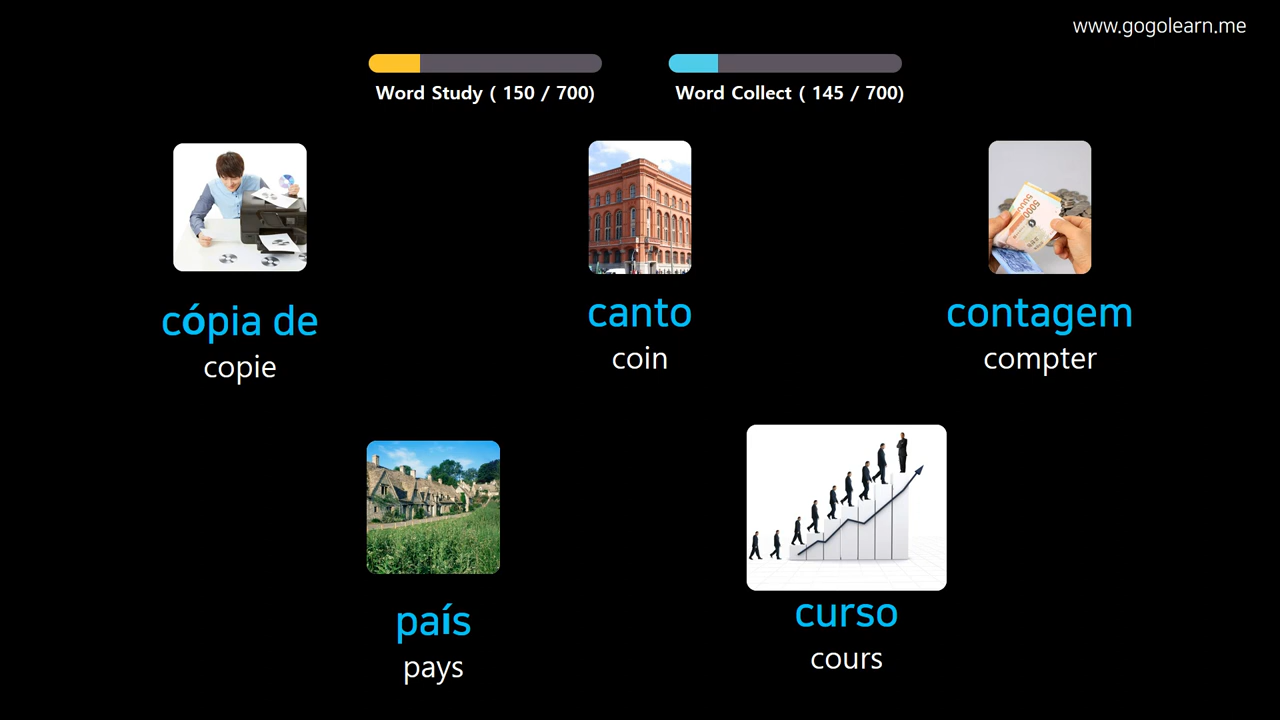 www.gogolearn.me
Word Study ( 150 / 700)
Word Collect ( 145 / 700)
cópia de
copie
canto
coin
contagem
compter
país
pays
curso
cours